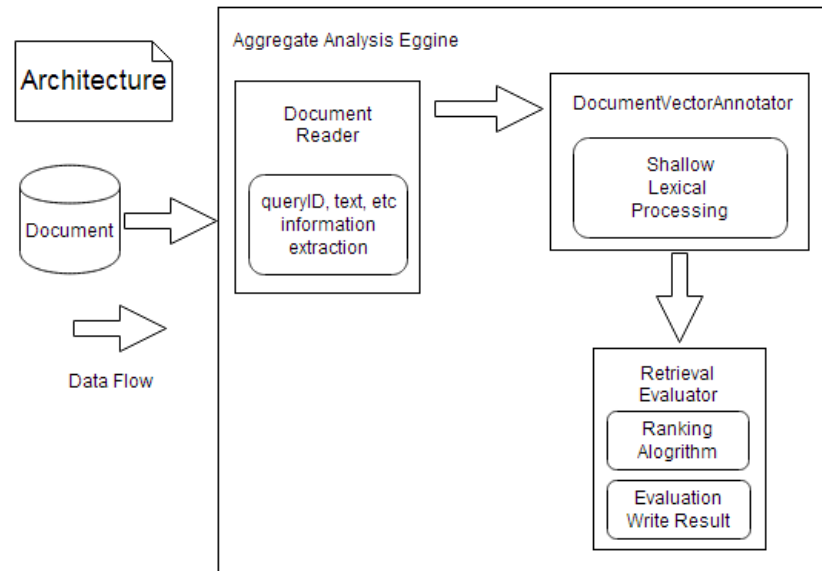 Architecture
Document
Data Flow
Aggregate Analysis Eggine
Document
Reader
queryID, text, etc
information
extraction
DocumentVectorAnnotator
Shallow
Lexical
Processing
Retrieval
Evaluator
Ranking
Alogrithm
Evaluation
Write Result